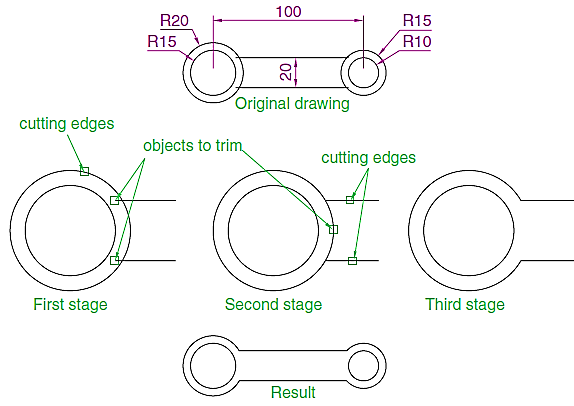 R20
100
R15
R15
R10
20
Original drawing
cutting edges
objects to trim
cutting edges
First stage
Second stage
Third stage
Result